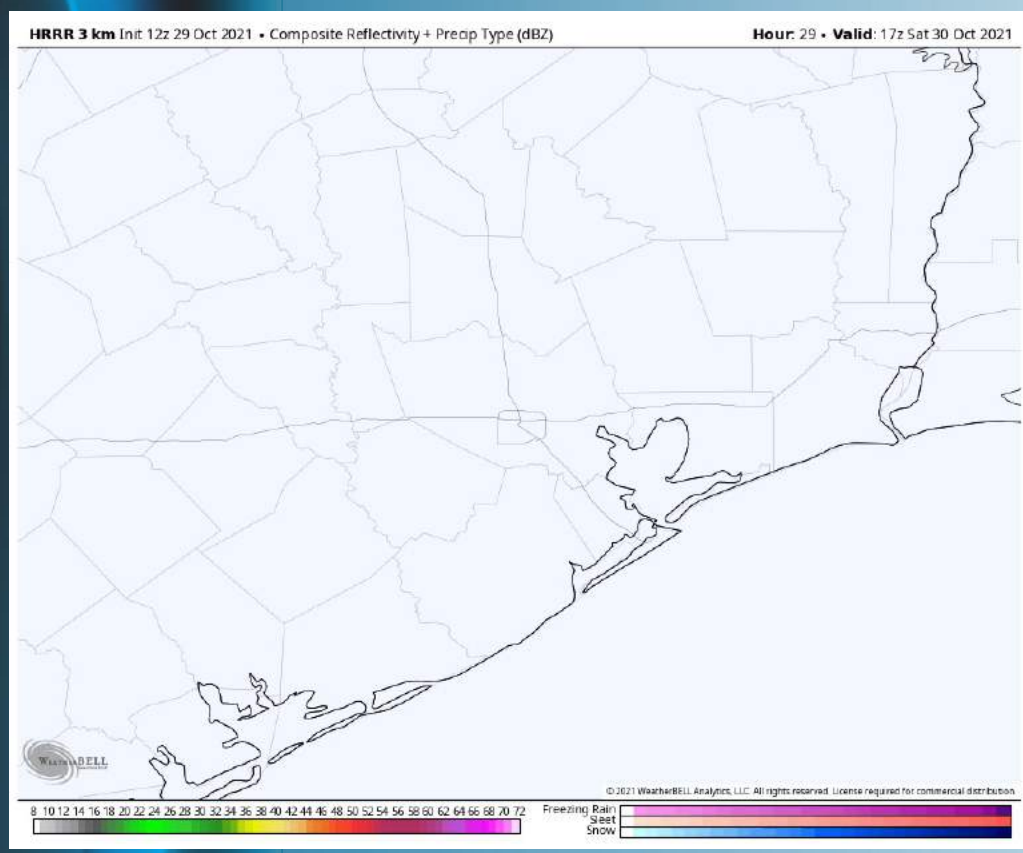 HRRR 3 km Init 12z 29 Oct 2021 • Composite Reflectivity + Precip Type (dBZ)
Hour: 29 • Valid: 17z Sat 30 Oct 2021
WEATHERBELL
© 2021 WeatherBELL Analytics, LLC. All rights reserved. License required for commercial distribution.
8 10 12 14 16 18 20 22 24 26 28 30 32 34 36 38 40 42 44 46 48 50 52 54 56 58 60 62 64 66 68 70 72
Freezing Rain
Sleet
Snow